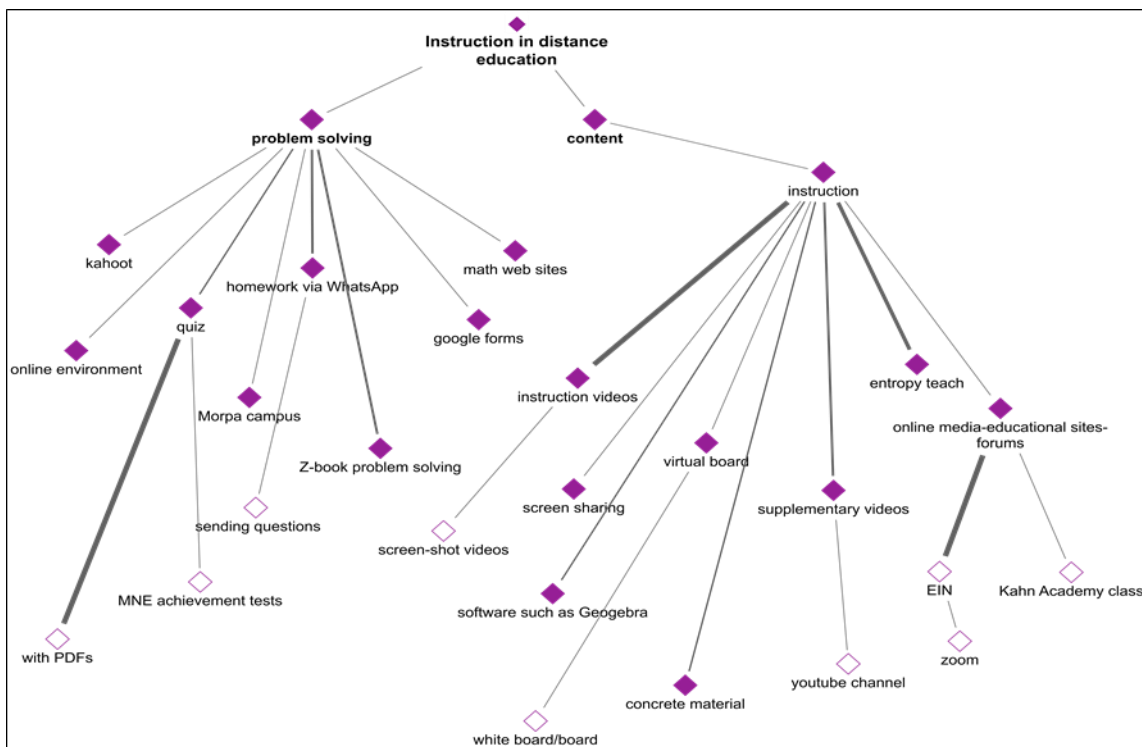 Instruction in distance
education
problem solving
content
instruction
kahoot
math web sites
homework via WhatsApp
quiz
google forms
online environment
entropy teach
instruction videos
Morpa campus
online media-educational sites-
forums
virtual board
Z-book problem solving
screen sharing
supplementary videos
sending questions
screen-shot videos
MNE achievement tests
EIN
Kahn Academy class
software such as Geogebra
with PDFs
zoom
youtube channel
concrete material
white board/board